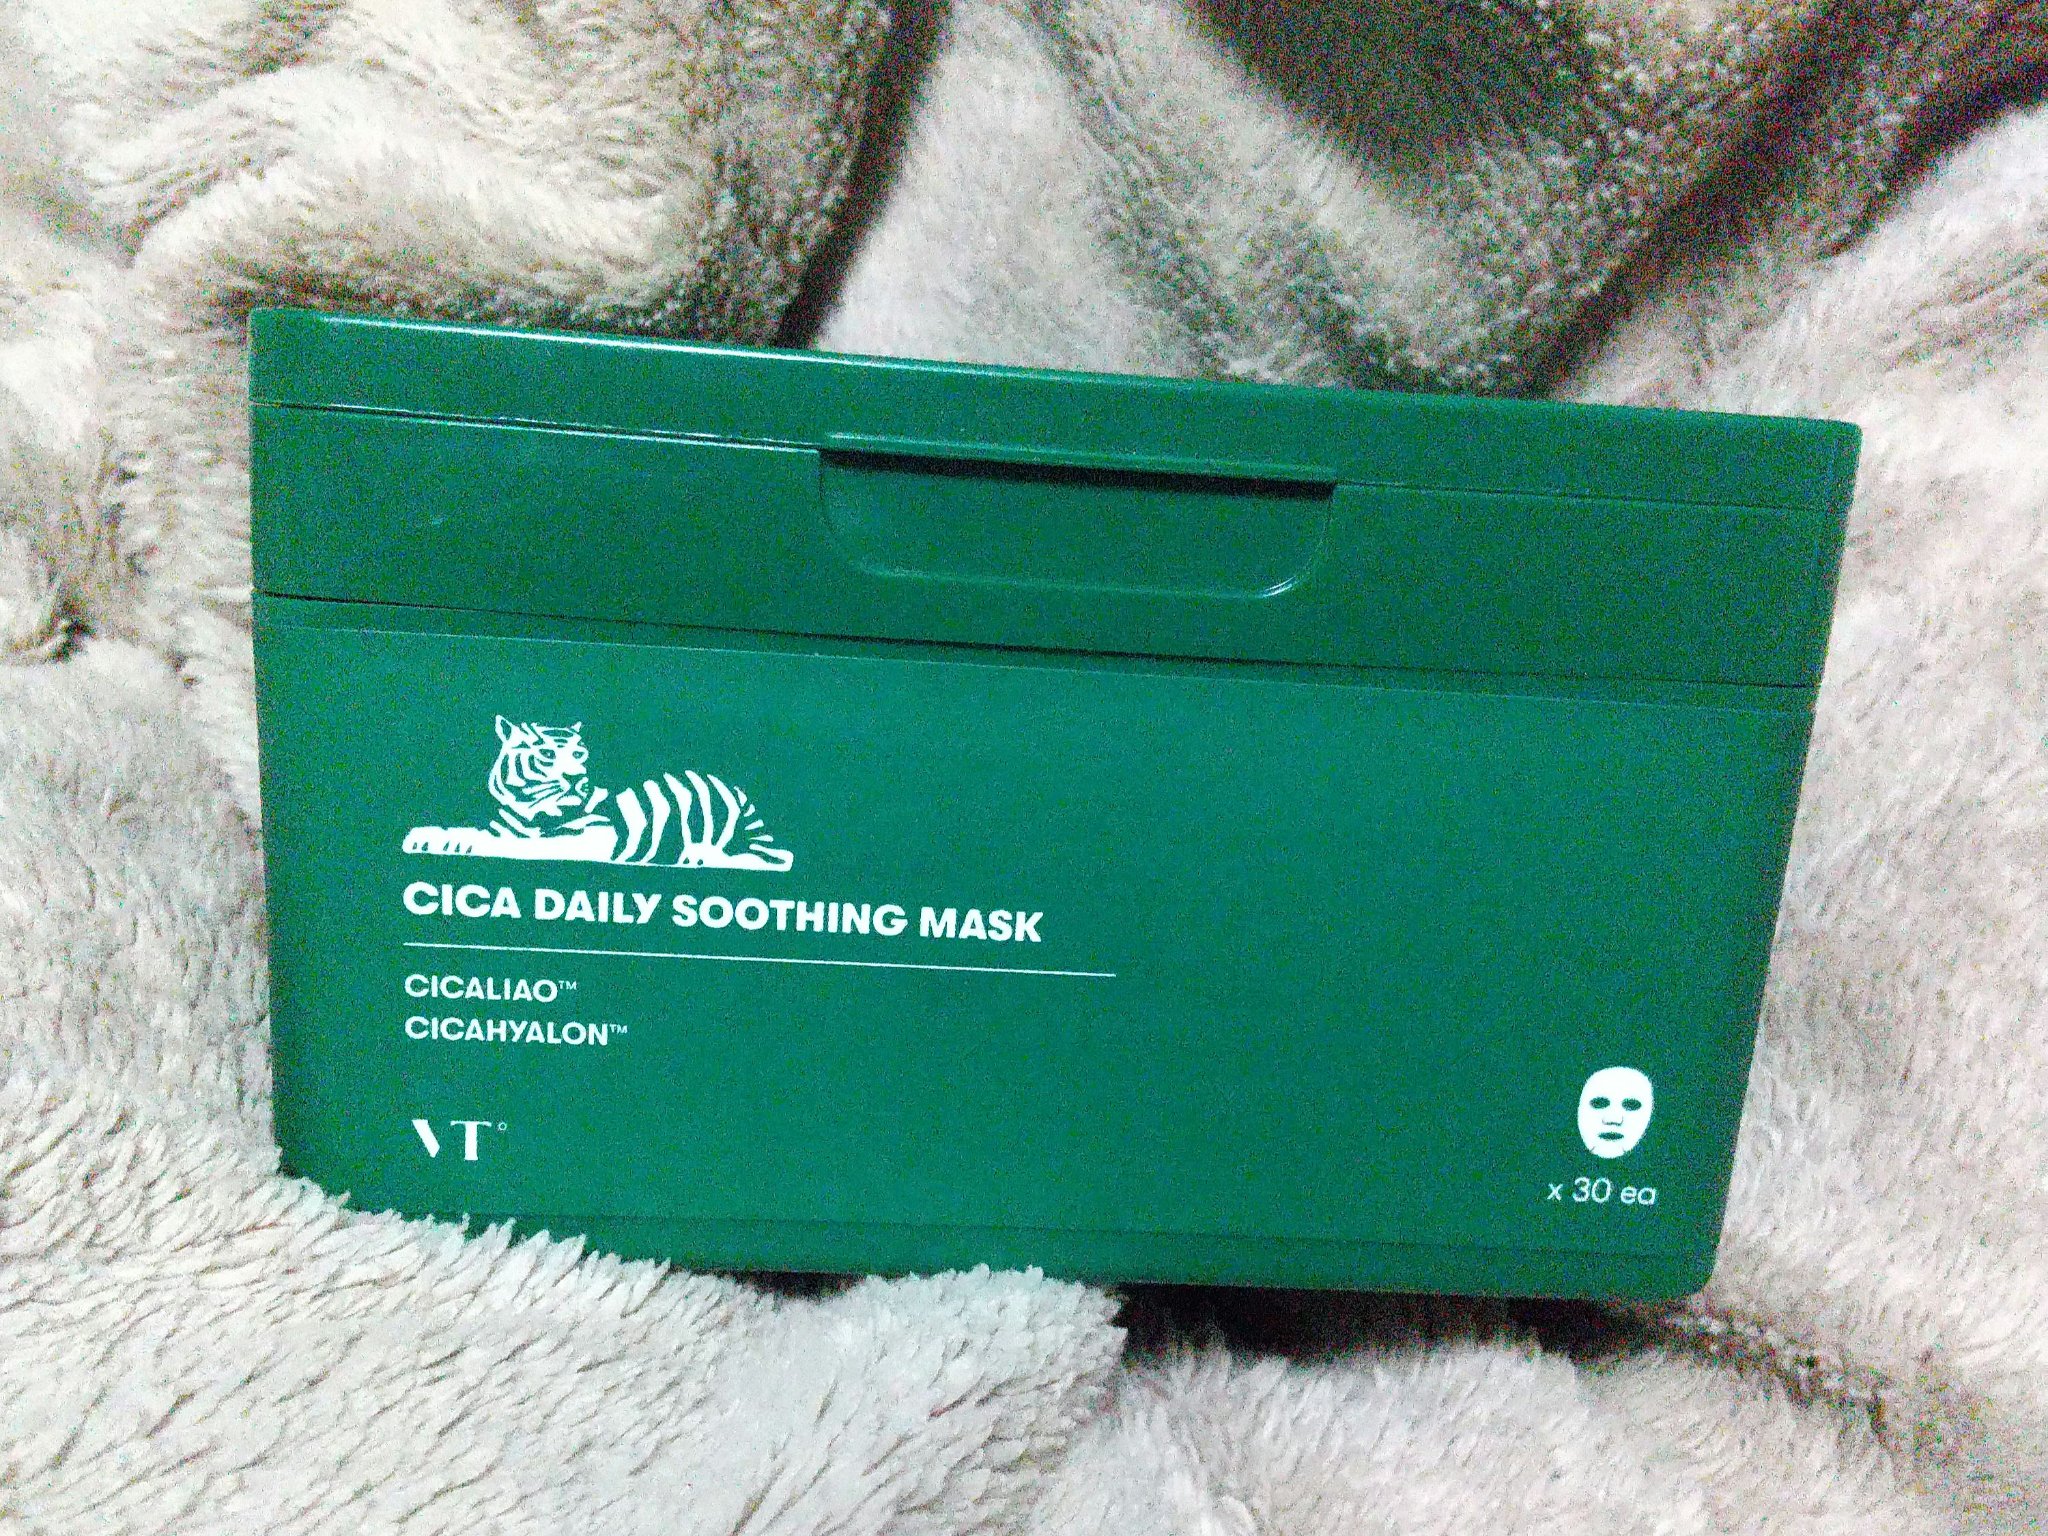 CICA DAILY SOOTHING MASK
CICALIAO™
CICAHYALON™
VT
x 30 ea